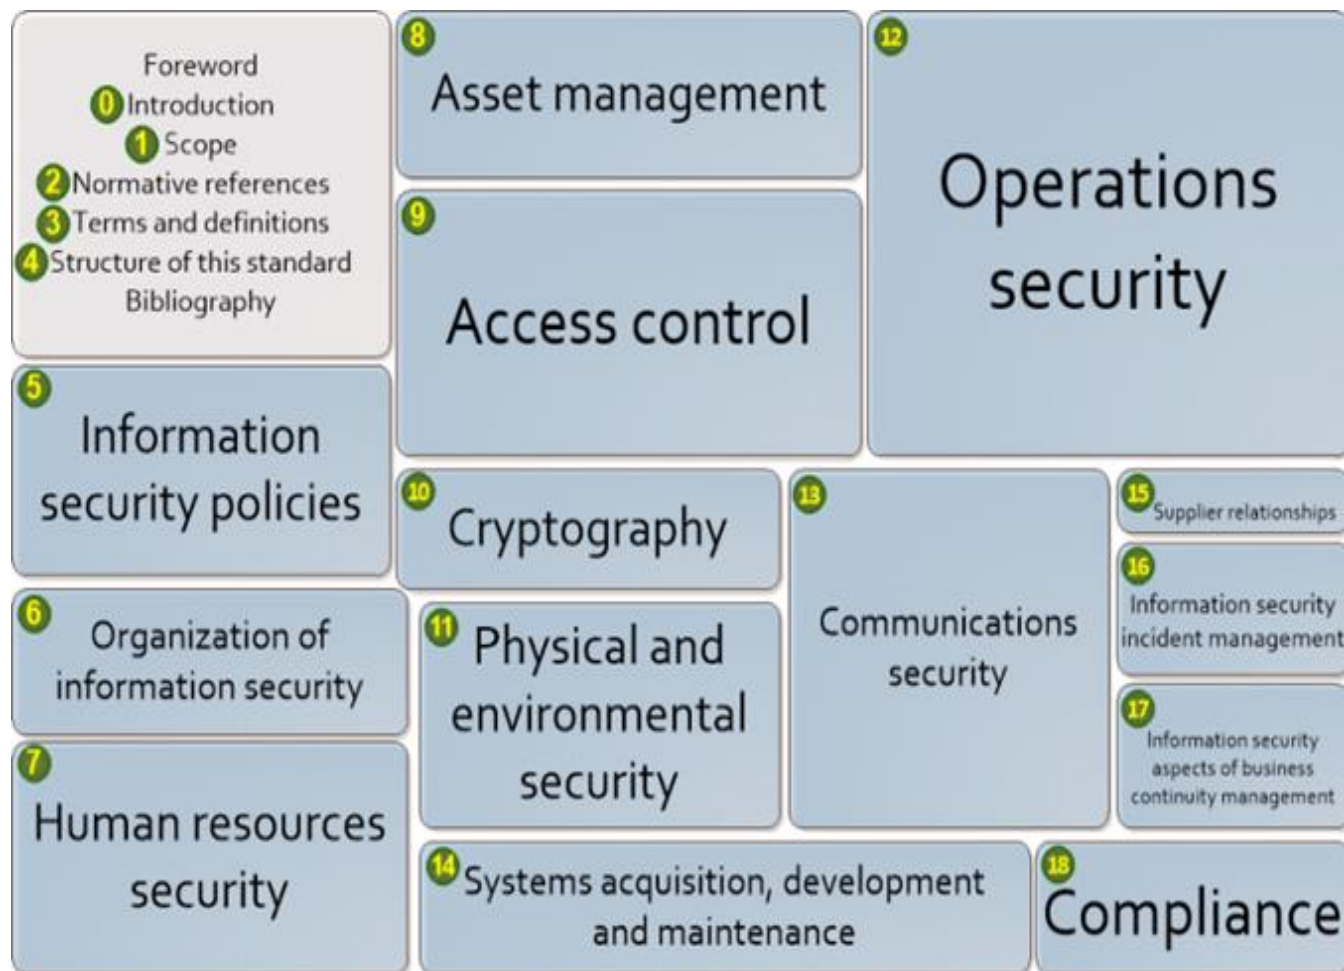 Foreword
0 Introduction
1 Scope
2 Normative references
3 Terms and definitions
4 Structure of this standard
Bibliography
5
Information
security policies
6
Organization of
information security
7
Human resources
security
8
Asset management
9
Access control
10
Cryptography
11
Physical and
environmental
security
12
Operations
security
13
Communications
security
14
Systems acquisition, development
and maintenance
15
Supplier relationships
16
Information security
incident management
17
Information security
aspects of business
continuity management
18
Compliance